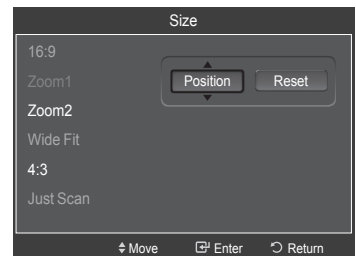 Size
16:9
Zoom1
Position Reset
Zoom2
Wide Fit
4:3
Just Scan
Move Enter Return